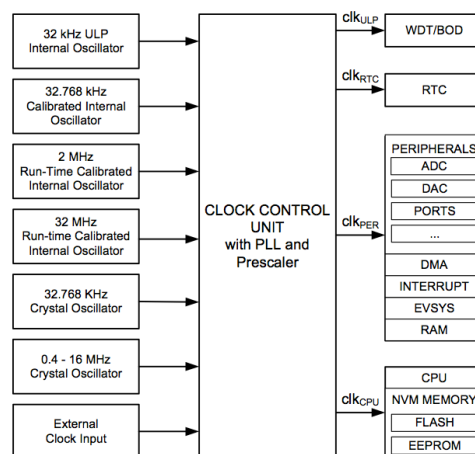 32 kHz ULP
Internal Oscillator
32.768 kHz
Calibrated Internal
Oscillator
2 MHz
Run-Time Calibrated
Internal Oscillator
32 MHz
Run-time Calibrated
Internal Oscillator
32.768 KHz
Crystal Oscillator
0.4 - 16 MHz
Crystal Oscillator
External
Clock Input
CLOCK CONTROL
UNIT
with PLL and
Prescaler
clkULP
clkRTC
clkPER
clkCPU
WDT/BOD
RTC
PERIPHERALS
ADC
DAC
PORTS
...
DMA
INTERRUPT
EVSYS
RAM
CPU
NVM MEMORY
FLASH
EEPROM